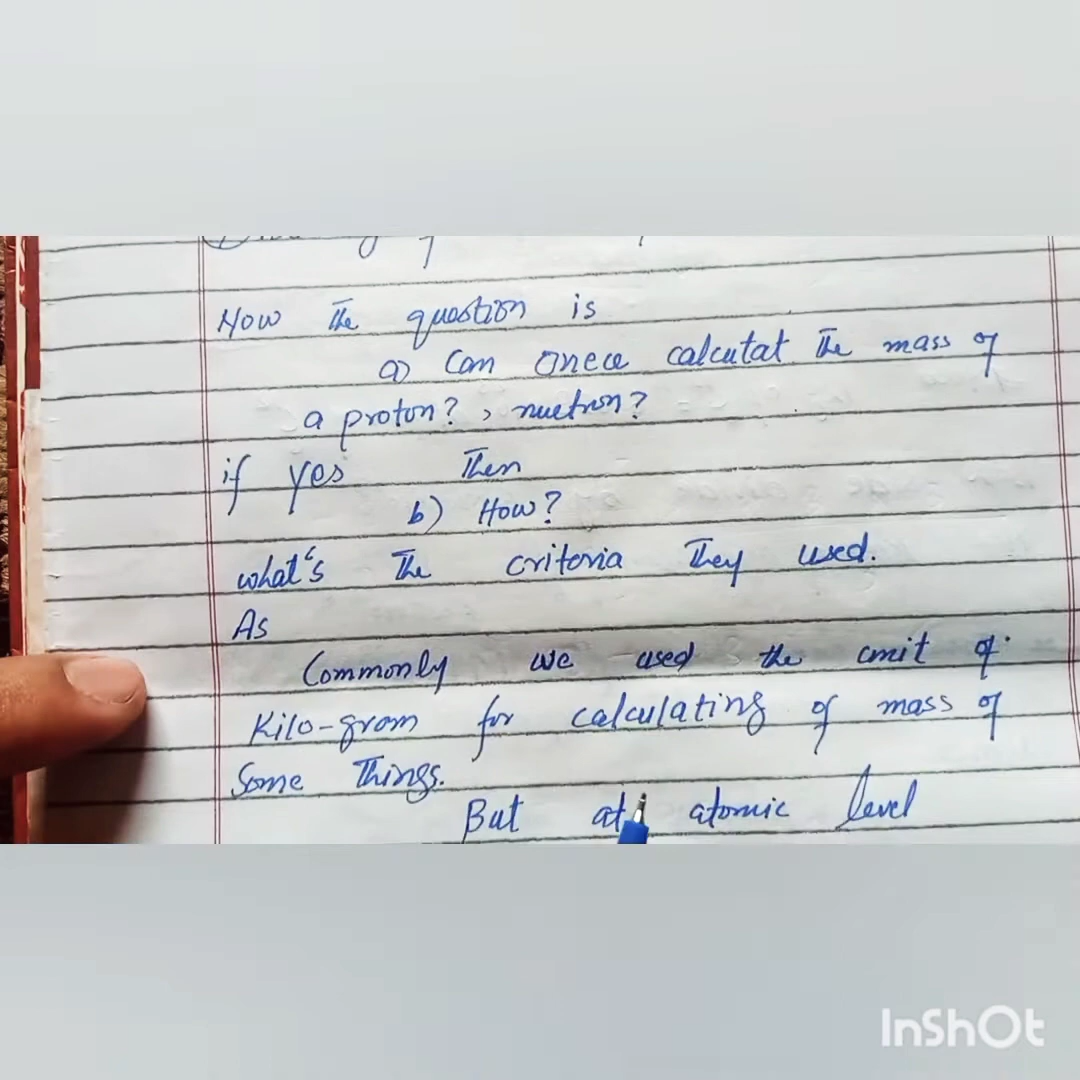 Now the question is
a) Can onece calcutat the mass of
a proton? , nuetron?
if yes Then
b) How?
what's The criteria They used.
As
Commonly we used the unit of
Kilo-gram for calculating of mass of
Some Things.
But at atomic level
InShOt